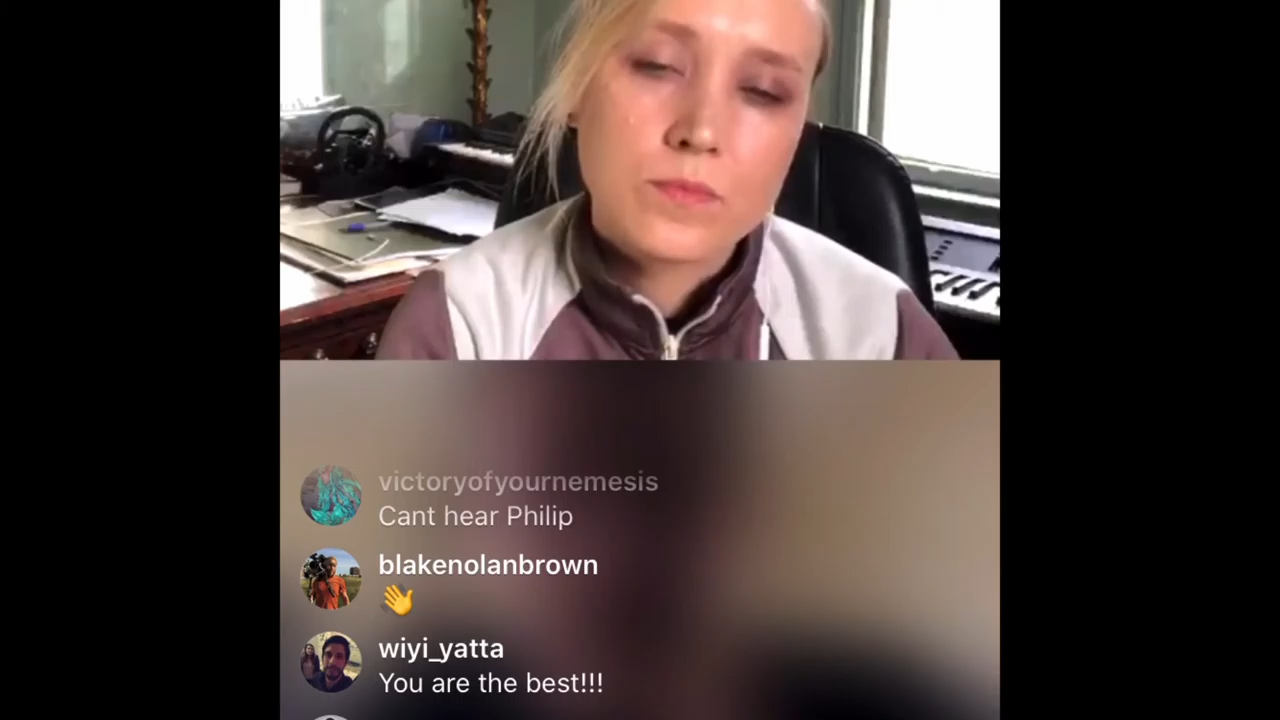 victoryofyournemesis
Cant hear Philip
blakenolanbrown
👋
wiyi_yatta
You are the best!!!